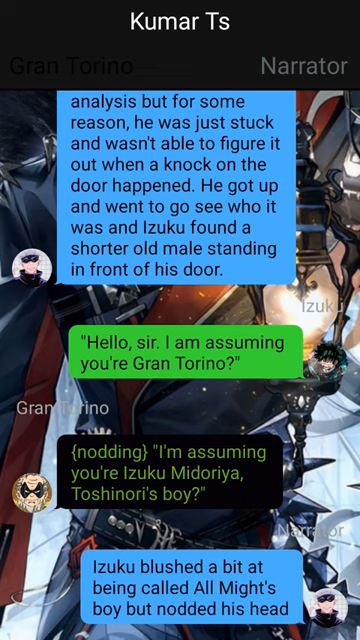 Kumar Ts
Gran Torino
Narrator
analysis but for some
reason, he was just stuck
and wasn't able to figure it
out when a knock on the
door happened. He got up
and went to go see who it
was and Izuku found a
shorter old male standing
in front of his door.
Izuku
"Hello, sir. I am assuming
you're Gran Torino?"
Gran Torino
{nodding} "I'm assuming
you're Izuku Midoriya,
Toshinori's boy?"
Narrator
Izuku blushed a bit at
being called All Might's
boy but nodded his head